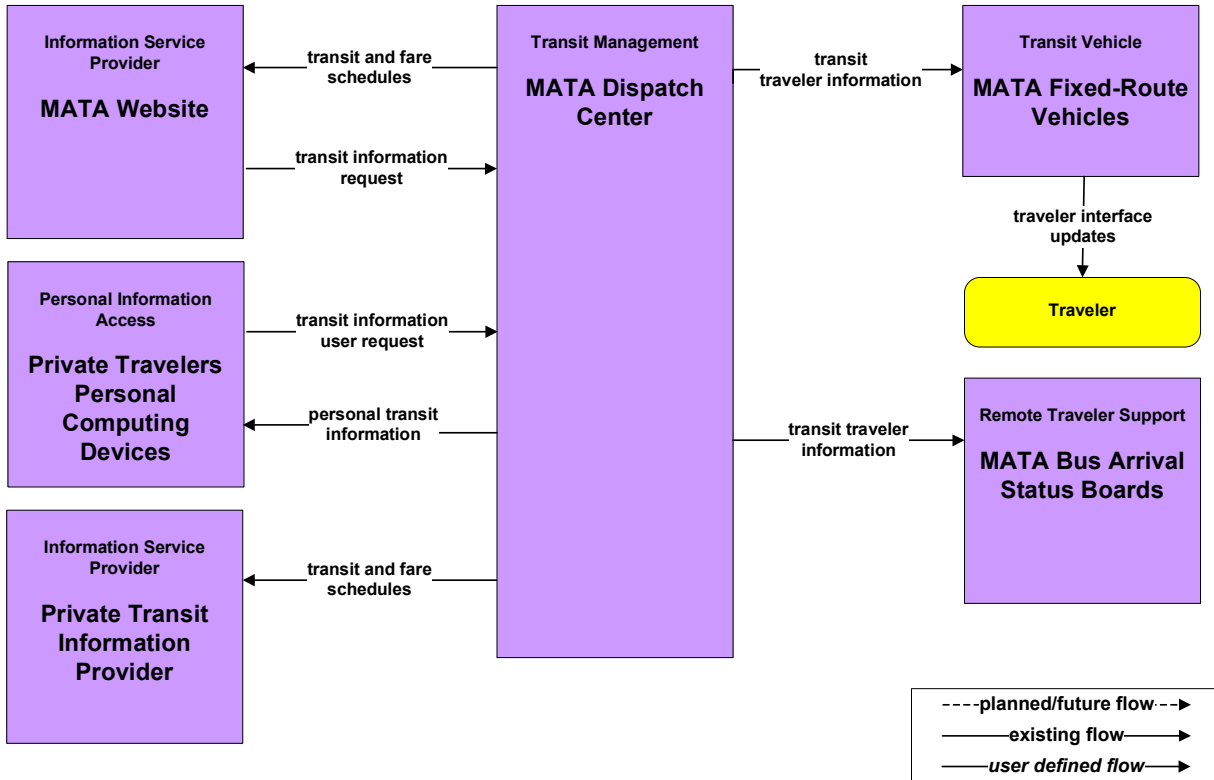 Information Service
Provider
MATA Website
transit and fare
schedules
transit information
request
Transit Management
MATA Dispatch
Center
transit
traveler information
Transit Vehicle
MATA Fixed-Route
Vehicles
traveler interface
updates
Traveler
Personal Information
Access
Private Travelers
Personal
Computing
Devices
transit information
user request
personal transit
information
transit traveler
information
Remote Traveler Support
MATA Bus Arrival
Status Boards
Information Service
Provider
Private Transit
Information
Provider
transit and fare
schedules
planned/future flow
existing flow
user defined flow